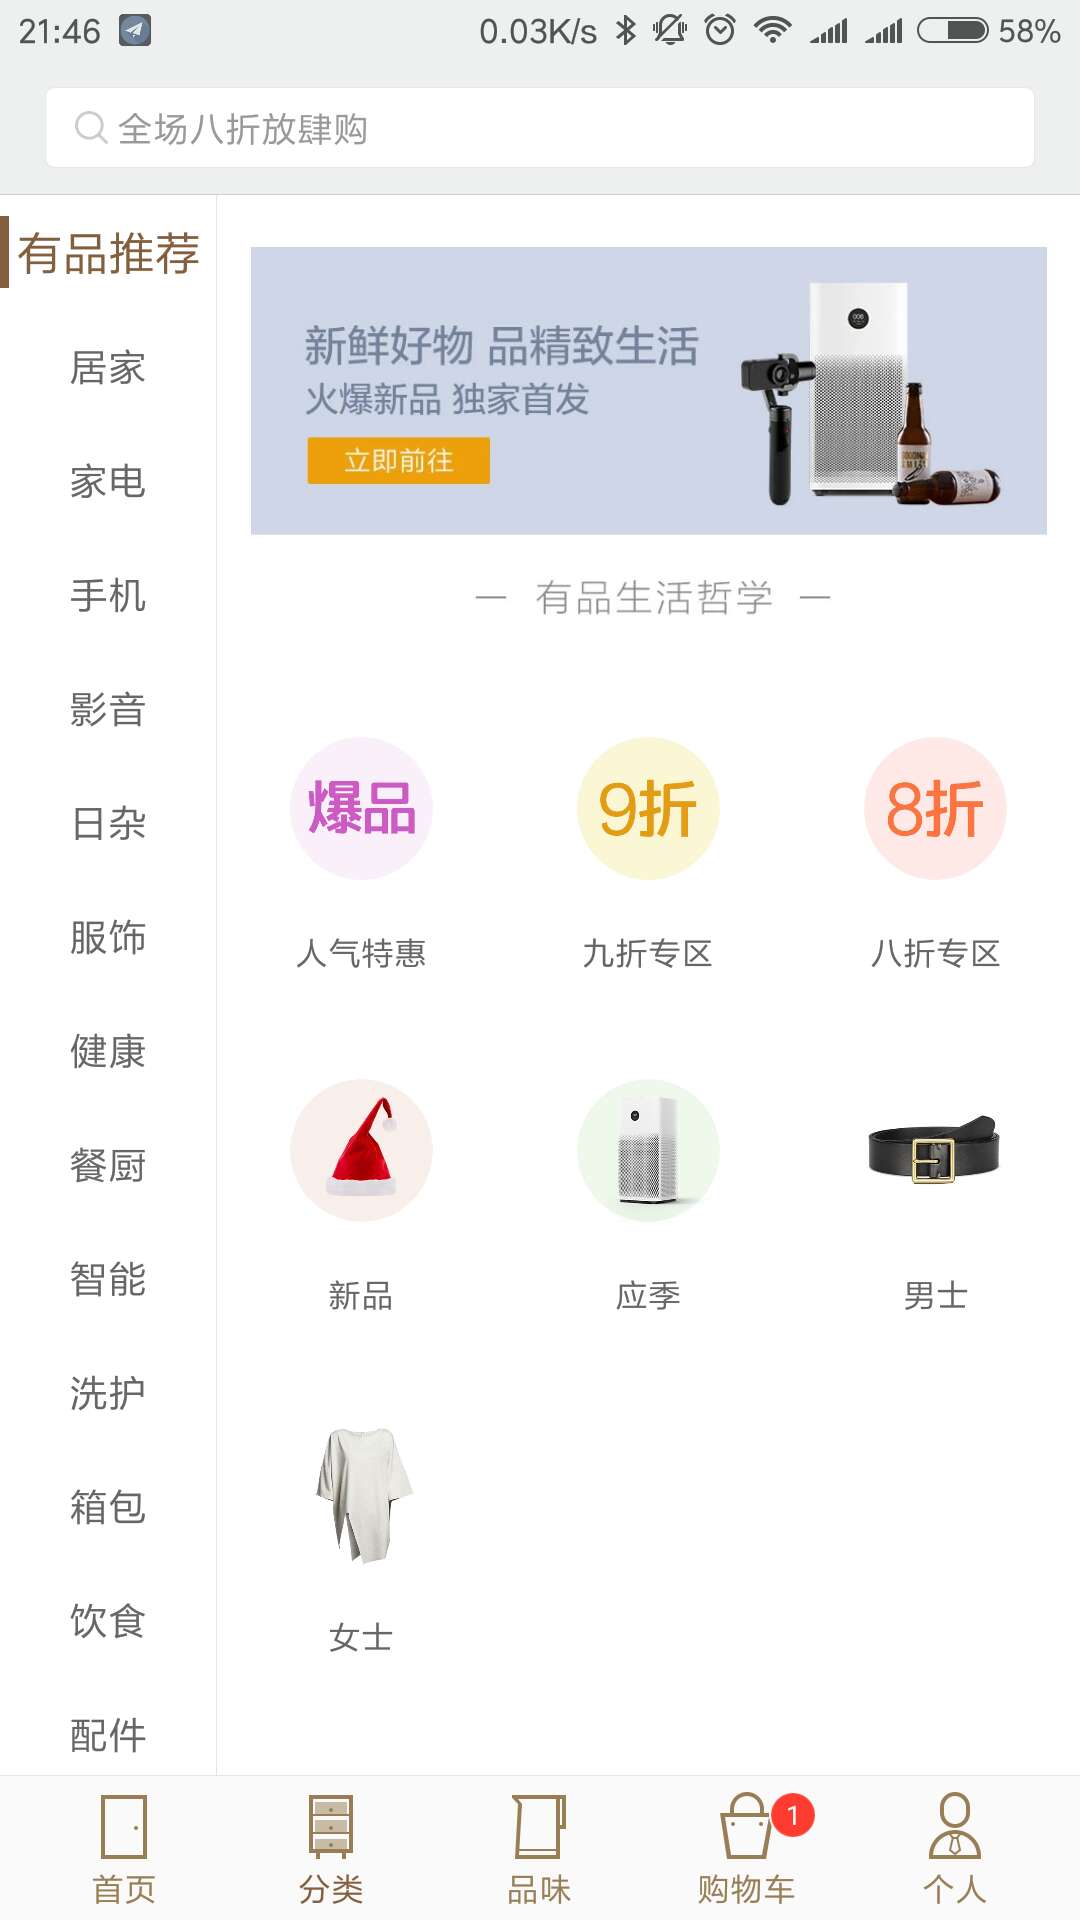 21:46 0.03K/s 58%
全场八折放肆购
有品推荐
居家
家电
手机
影音
日杂
服饰
健康
餐厨
智能
洗护
箱包
饮食
配件
新鲜好物 品精致生活
火爆新品 独家首发
立即前往
— 有品生活哲学 —
爆品 9折 8折
人气特惠 九折专区 八折专区
新品 应季 男士
女士
1
首页 分类 品味 购物车 个人